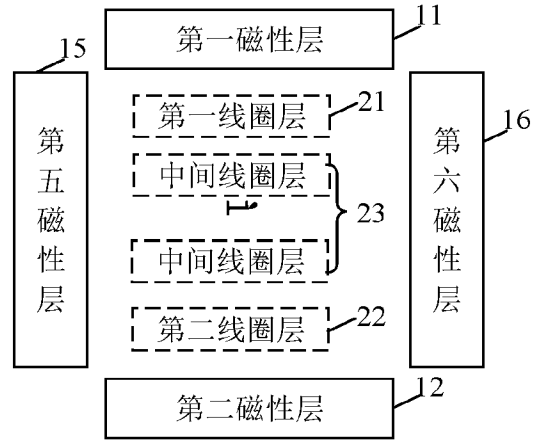 第一磁性层
11
15
第五磁性层
第一线圈层
21
中间线圈层
23
中间线圈层
第二线圈层
22
第六磁性层
16
第二磁性层
12